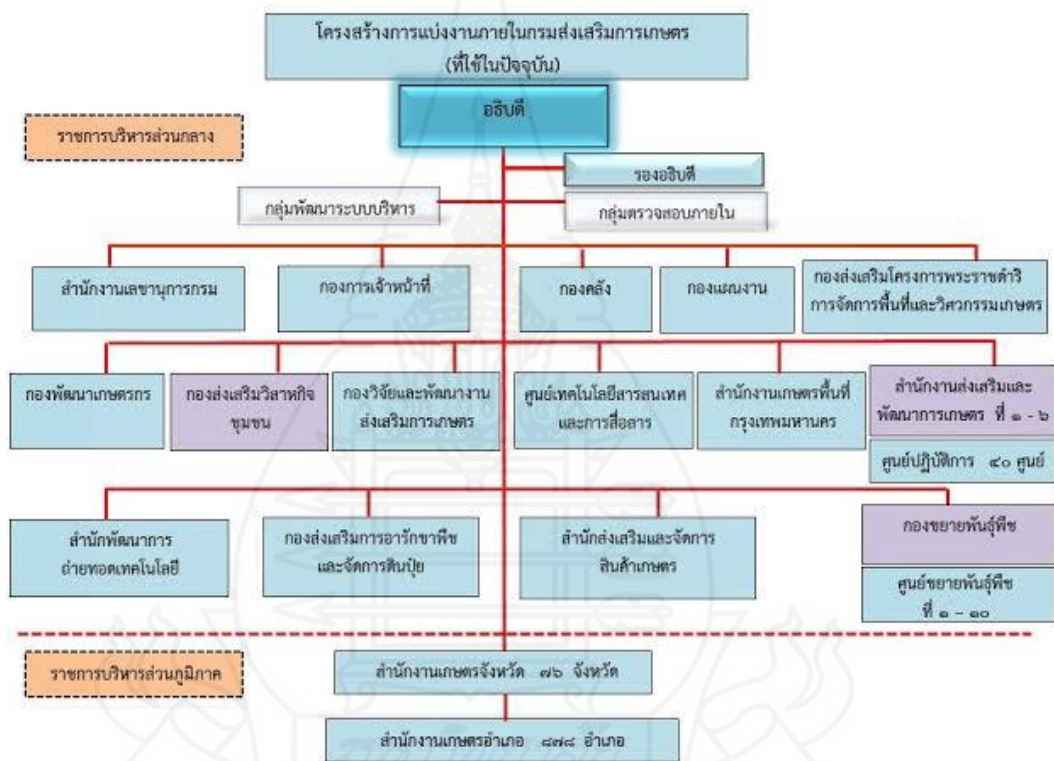 โครงสร้างการแบ่งงานภายในกรมส่งเสริมการเกษตร
(ที่ใช้ในปัจจุบัน)
อธิบดี
ราชการบริหารส่วนกลาง
รองอธิบดี
กลุ่มพัฒนาระบบบริหาร
กลุ่มตรวจสอบภายใน
สำนักงานเลขานุการกรม
กองการเจ้าหน้าที่
กองคลัง
กองแผนงาน
กองส่งเสริมโครงการพระราชดำริ
การจัดการพื้นที่และวิศวกรรมเกษตร
กองพัฒนาเกษตรกร
กองส่งเสริมวิสาหกิจ
ชุมชน
กองวิจัยและพัฒนางาน
ส่งเสริมการเกษตร
ศูนย์เทคโนโลยีสารสนเทศ
และการสื่อสาร
สำนักงานเกษตรพื้นที่
กรุงเทพมหานคร
สำนักงานส่งเสริมและ
พัฒนาการเกษตร ที่ ๑ - ๖
ศูนย์ปฏิบัติการ ๕๐ ศูนย์
สำนักพัฒนาการ
ถ่ายทอดเทคโนโลยี
กองส่งเสริมการอารักขาพืช
และจัดการดินปุ๋ย
สำนักส่งเสริมและจัดการ
สินค้าเกษตร
กองขยายพันธุ์พืช
ศูนย์ขยายพันธุ์พืช
ที่ ๑ - ๑๐
ราชการบริหารส่วนภูมิภาค
สำนักงานเกษตรจังหวัด ๗๖ จังหวัด
สำนักงานเกษตรอำเภอ ๘๗๘ อำเภอ